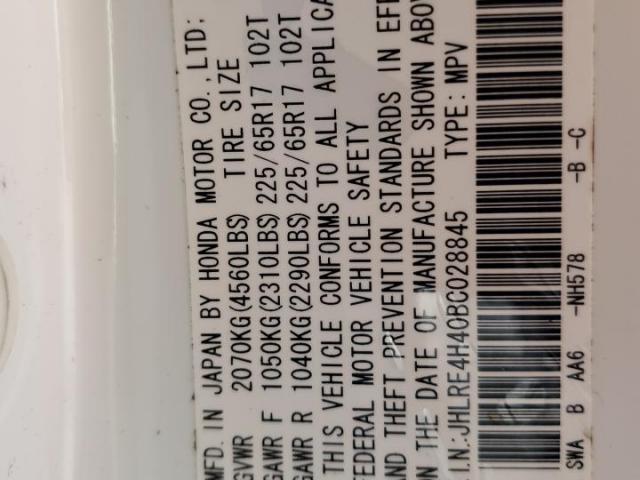 MFD. IN JAPAN BY HONDA MOTOR CO., LTD:
GVWR 2070KG(4560LBS) TIRE SIZE
GAWR F 1050KG(2310LBS) 225/65R17 102T
GAWR R 1040KG(2290LBS) 225/65R17 102T
THIS VEHICLE CONFORMS TO ALL APPLICA
FEDERAL MOTOR VEHICLE SAFETY
AND THEFT PREVENTION STANDARDS IN EFF
ON THE DATE OF MANUFACTURE SHOWN ABOV
.I.N.:JHLRE4H40BC028845 TYPE: MPV
SWA B AA6 -NH578 -B -C